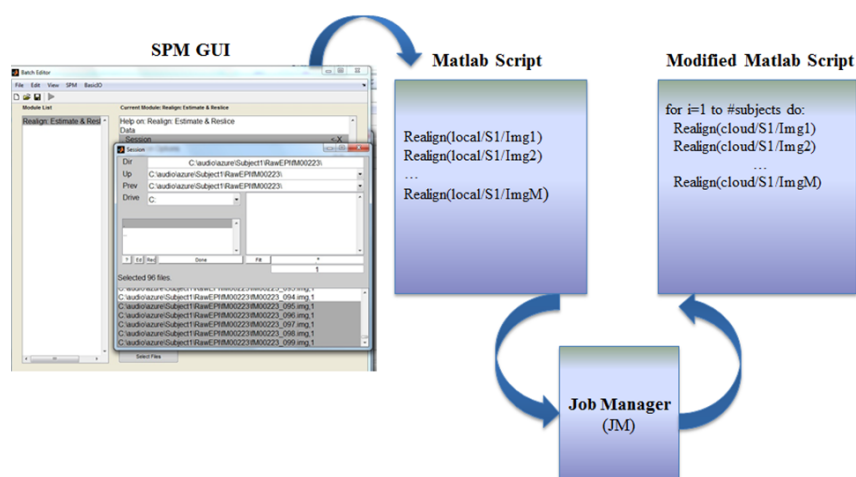 SPM GUI
Batch Editor
File Edit View SPM BasicIO
Module List
Current Module: Realign: Estimate & Reslice
Realign: Estimate & Resl
Help on: Realign: Estimate & Reslice
Data
Session
<-X
Session
Dir
C:\audio\azure\Subject1\RawEPI\fM00223\
Up
C:\audio\azure\Subject1\RawEPI\fM00223\
Prev
C:\audio\azure\Subject1\RawEPI\fM00223\
Drive
C:
..
? Ed Rec Done Filt
1
Selected 96 files.
C:\audio\azure\Subject1\RawEPI\fM00223\fM00223_094.img,1
C:\audio\azure\Subject1\RawEPI\fM00223\fM00223_095.img,1
C:\audio\azure\Subject1\RawEPI\fM00223\fM00223_096.img,1
C:\audio\azure\Subject1\RawEPI\fM00223\fM00223_097.img,1
C:\audio\azure\Subject1\RawEPI\fM00223\fM00223_098.img,1
C:\audio\azure\Subject1\RawEPI\fM00223\fM00223_099.img,1
Select Files
Matlab Script
Realign(local/S1/Img1)
Realign(local/S1/Img2)
...
Realign(local/S1/ImgM)
Modified Matlab Script
for i=1 to #subjects do:
Realign(cloud/S1/Img1)
Realign(cloud/S1/Img2)
...
Realign(cloud/S1/ImgM)
Job Manager
(JM)